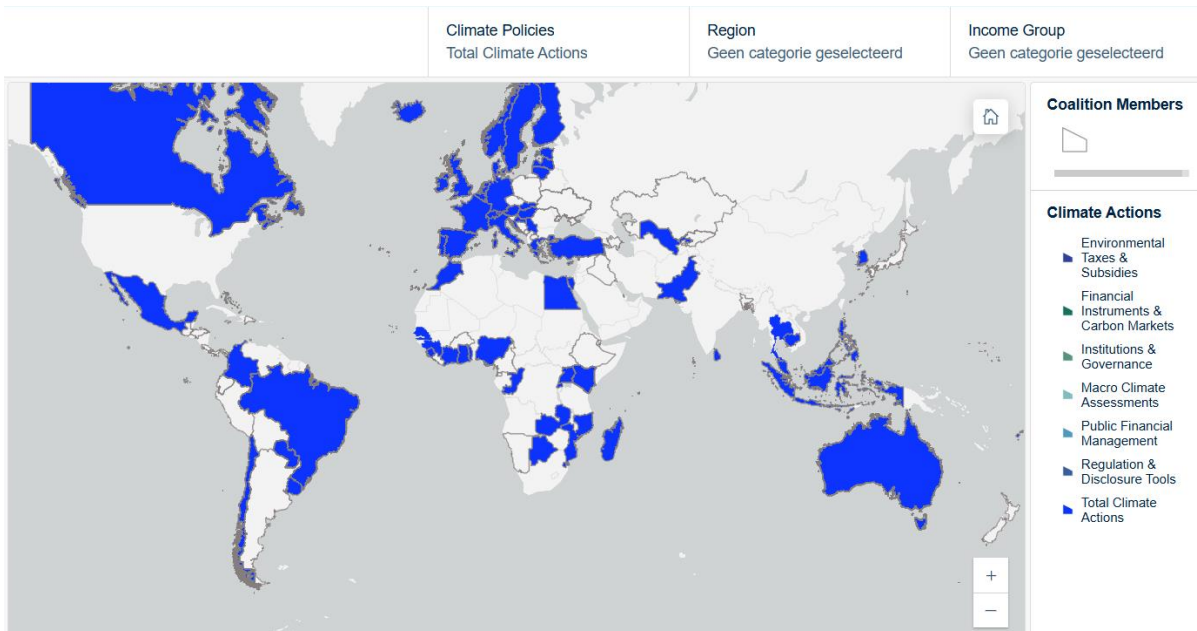 Climate Policies
Total Climate Actions
Region
Geen categorie geselecteerd
Income Group
Geen categorie geselecteerd
Coalition Members
Climate Actions
Environmental
Taxes &
Subsidies
Financial
Instruments &
Carbon Markets
Institutions &
Governance
Macro Climate
Assessments
Public Financial
Management
Regulation &
Disclosure Tools
Total Climate
Actions
+
−